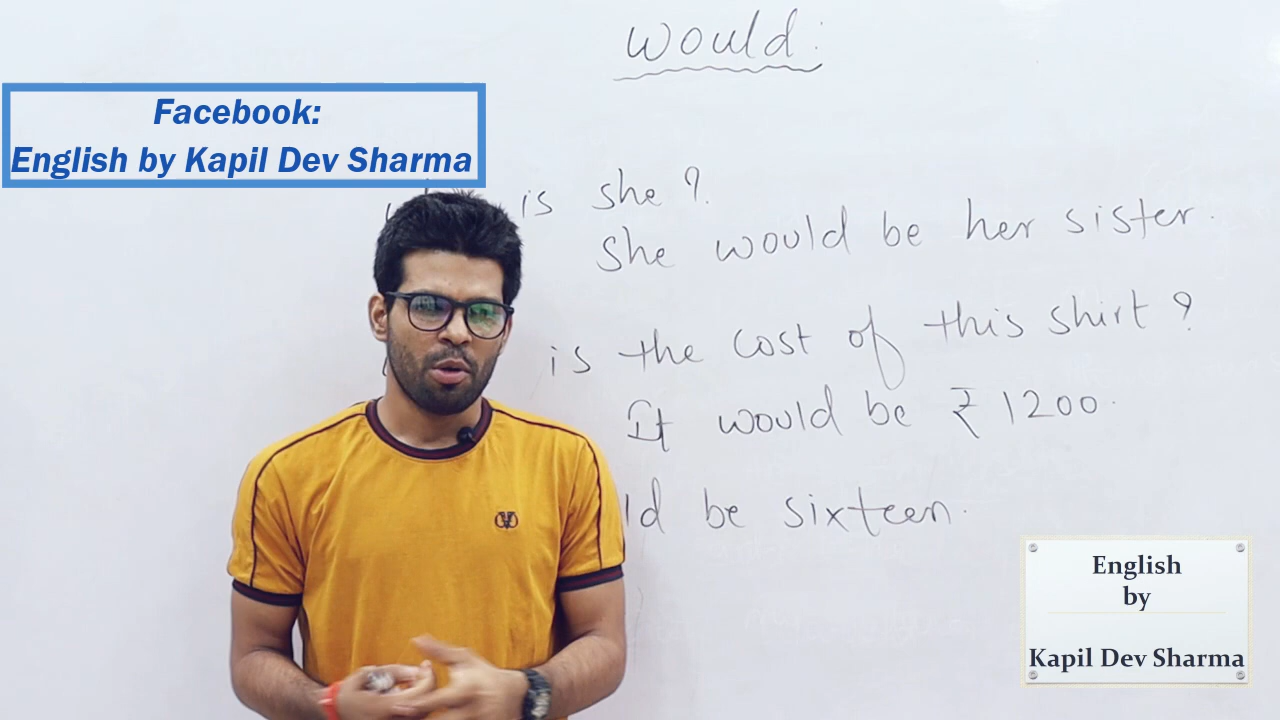 would:
Facebook:
English by Kapil Dev Sharma
is she ?
She would be her sister.
is the cost of this shirt ?
It would be ₹ 1200.
be sixteen.
English
by
Kapil Dev Sharma